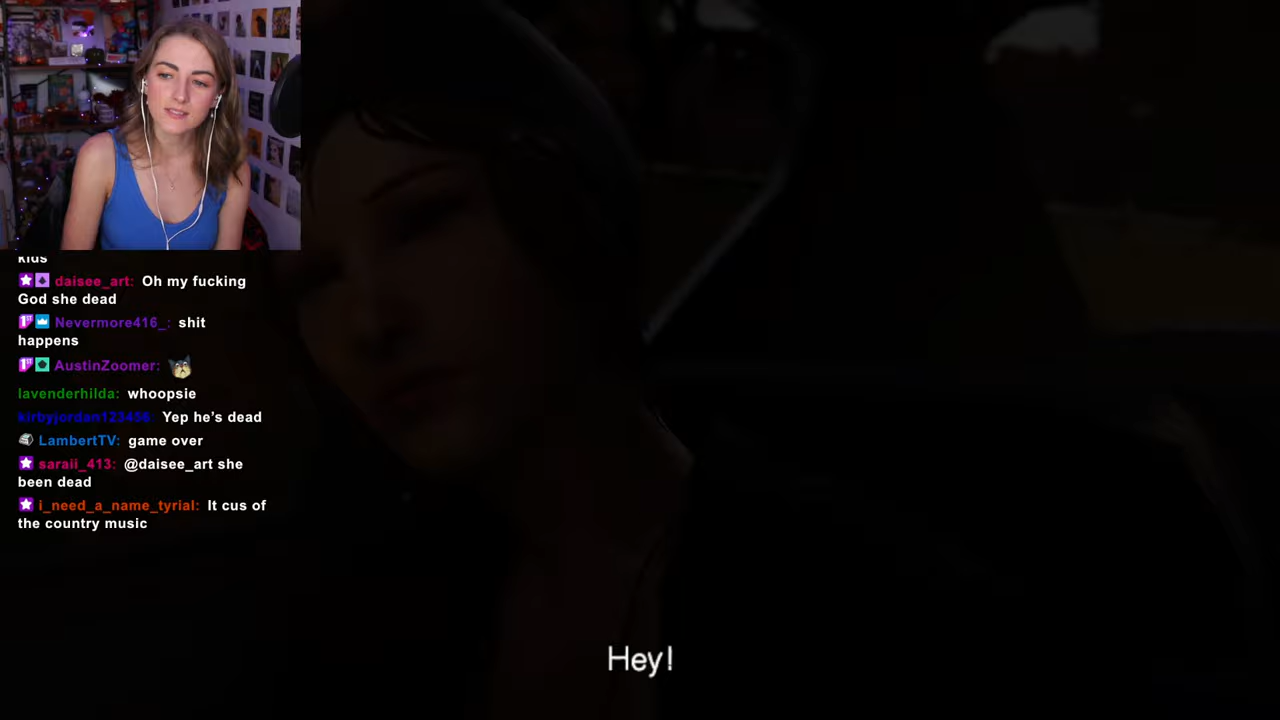 kids
daisee_art: Oh my fucking
God she dead
Nevermore416_: shit
happens
AustinZoomer:
lavenderhilda: whoopsie
kirbyjordan123456 Yep he's dead
LambertTV: game over
saraii_413: @daisee_art she
been dead
i_need_a_name_tyrial: It cus of
the country music
Hey!